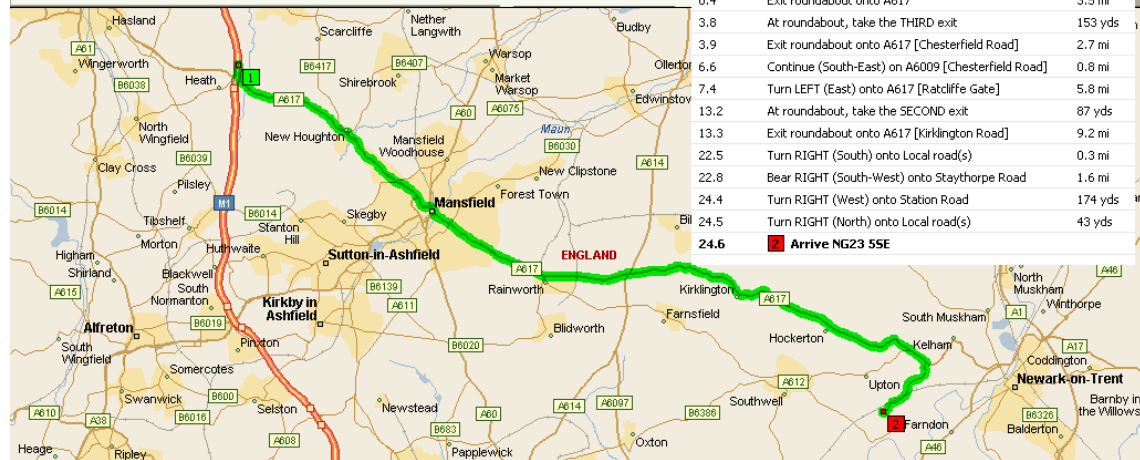 0.4 Exit roundabout onto A617 3.5 mi
3.8 At roundabout, take the THIRD exit 153 yds
3.9 Exit roundabout onto A617 [Chesterfield Road] 2.7 mi
6.6 Continue (South-East) on A6009 [Chesterfield Road] 0.8 mi
7.4 Turn LEFT (East) onto A617 [Ratcliffe Gate] 5.8 mi
13.2 At roundabout, take the SECOND exit 87 yds
13.3 Exit roundabout onto A617 [Kirklington Road] 9.2 mi
22.5 Turn RIGHT (South) onto Local road(s) 0.3 mi
22.8 Bear RIGHT (South-West) onto Staythorpe Road 1.6 mi
24.4 Turn RIGHT (West) onto Station Road 174 yds
24.5 Turn RIGHT (North) onto Local road(s) 43 yds
24.6 2 Arrive NG23 5SE
Hasland
Nether
Langwith
Budby
Scarcliffe
A61
Wingerworth
B6417
B6407
Warsop
Ollerto
Heath
1
Shirebrook
Market
Warsop
B6038
A617
A60
A6075
Edwinstov
North
Wingfield
New Houghton
Maun
B6039
Mansfield
Woodhouse
B6030
A614
Clay Cross
New Clipstone
Pilsley
Forest Town
M1
B6014
B6014
Skegby
Mansfield
Bil
Tibshelf
Stanton
Hill
Morton
Huthwaite
Sutton-in-Ashfield
ENGLAND
Higham
Shirland
Blackwell
A617
A46
A615
South
Normanton
B6139
Rainworth
Kirklington
North
Muskham
Kirkby in
Ashfield
A611
A617
Winthorpe
Alfreton
B6019
Farnsfield
South Muskham
A1
Blidworth
Hockerton
Kelham
A17
South
Wingfield
Pinxton
B6020
Coddington
Somercotes
A612
Upton
Newark-on-Trent
Swanwick
B600
Southwell
Barnby in
the Willows
A610
A38
B6016
Selston
Newstead
A60
A614
A6097
B6386
2
Farndon
B6326
Balderton
A608
B683
Oxton
A46
Heage
Ripley
Papplewick